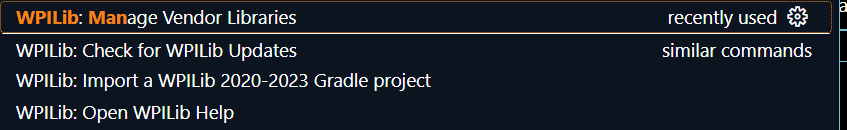 WPILib: Manage Vendor Libraries recently used
WPILib: Check for WPILib Updates similar commands
WPILib: Import a WPILib 2020-2023 Gradle project
WPILib: Open WPILib Help